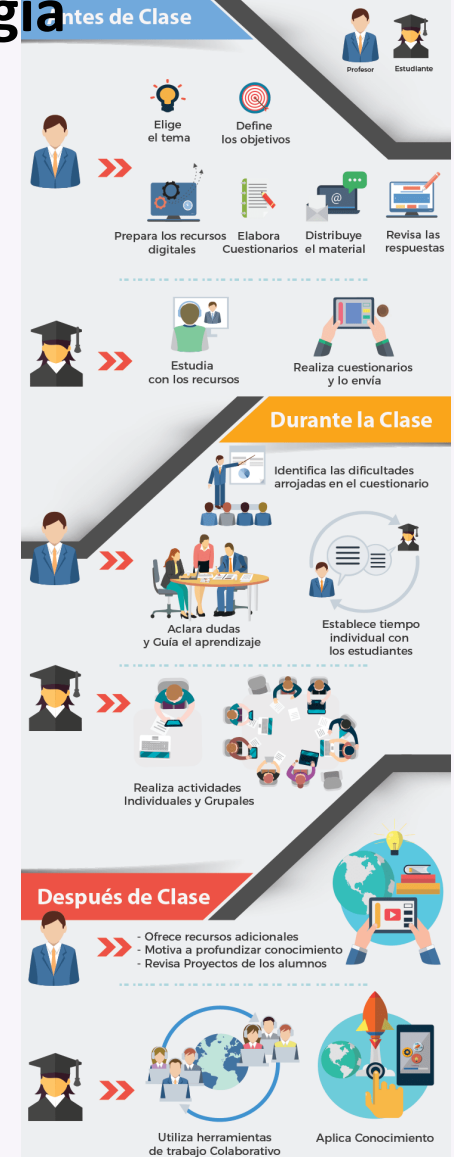 gia
Antes de Clase
Profesor
Estudiante
Elige
el tema
Define
los objetivos
Prepara los recursos
digitales
Elabora
Cuestionarios
Distribuye
el material
Revisa las
respuestas
Estudia
con los recursos
Realiza cuestionarios
y lo envía
Durante la Clase
Identifica las dificultades
arrojadas en el cuestionario
Aclara dudas
y Guía el aprendizaje
Establece tiempo
individual con
los estudiantes
Realiza actividades
Individuales y Grupales
Después de Clase
- Ofrece recursos adicionales
- Motiva a profundizar conocimiento
- Revisa Proyectos de los alumnos
Utiliza herramientas
de trabajo Colaborativo
Aplica Conocimiento